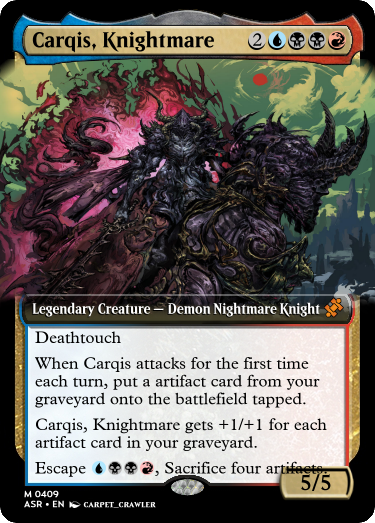 Carqis, Knightmare 2
Legendary Creature — Demon Nightmare Knight
Deathtouch
When Carqis attacks for the first time
each turn, put a artifact card from your
graveyard onto the battlefield tapped.
Carqis, Knightmare gets +1/+1 for each
artifact card in your graveyard.
Escape , Sacrifice four artifacts.
5/5
M 0409
ASR • EN CARPET_CRAWLER